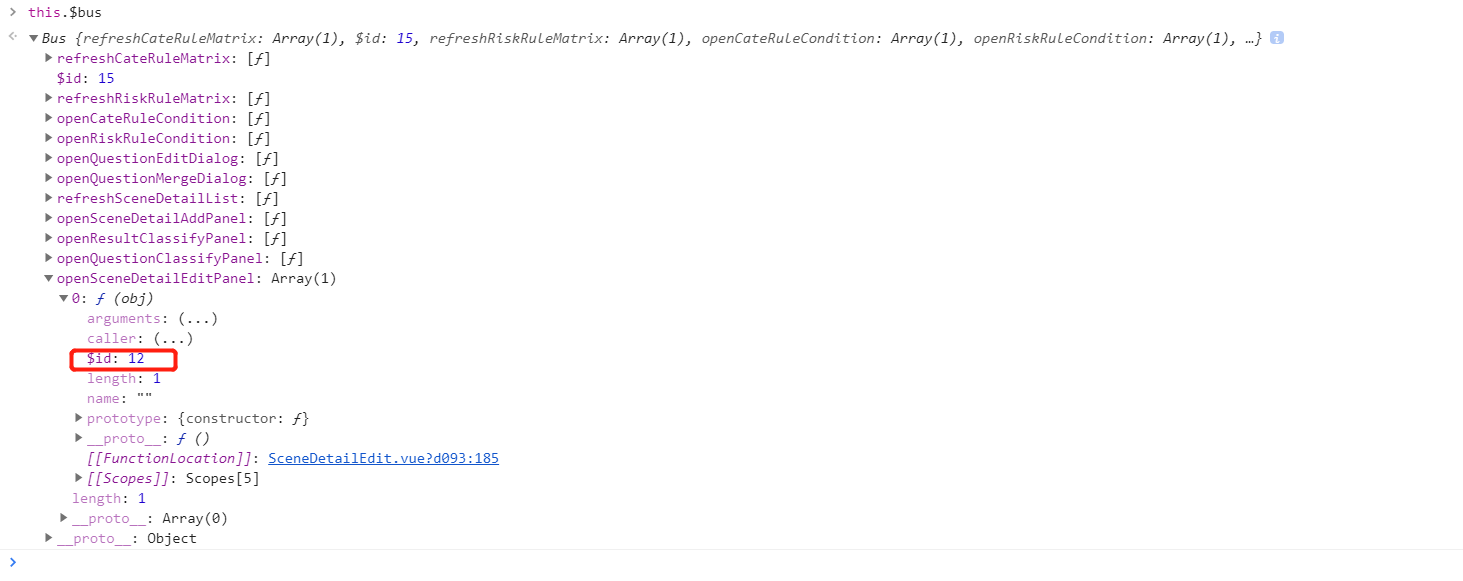 > this.$bus
Bus {refreshCateRuleMatrix: Array(1), $id: 15, refreshRiskRuleMatrix: Array(1), openCateRuleCondition: Array(1), openRiskRuleCondition: Array(1), …} i
refreshCateRuleMatrix: [ƒ]
$id: 15
refreshRiskRuleMatrix: [ƒ]
openCateRuleCondition: [ƒ]
openRiskRuleCondition: [ƒ]
openQuestionEditDialog: [ƒ]
openQuestionMergeDialog: [ƒ]
refreshSceneDetailList: [ƒ]
openSceneDetailAddPanel: [ƒ]
openResultClassifyPanel: [ƒ]
openQuestionClassifyPanel: [ƒ]
openSceneDetailEditPanel: Array(1)
0: ƒ (obj)
arguments: (...)
caller: (...)
$id: 12
length: 1
name: ""
prototype: {constructor: ƒ}
__proto__: ƒ ()
[[FunctionLocation]]: SceneDetailEdit.vue?d093:185
[[Scopes]]: Scopes[5]
length: 1
__proto__: Array(0)
__proto__: Object
>